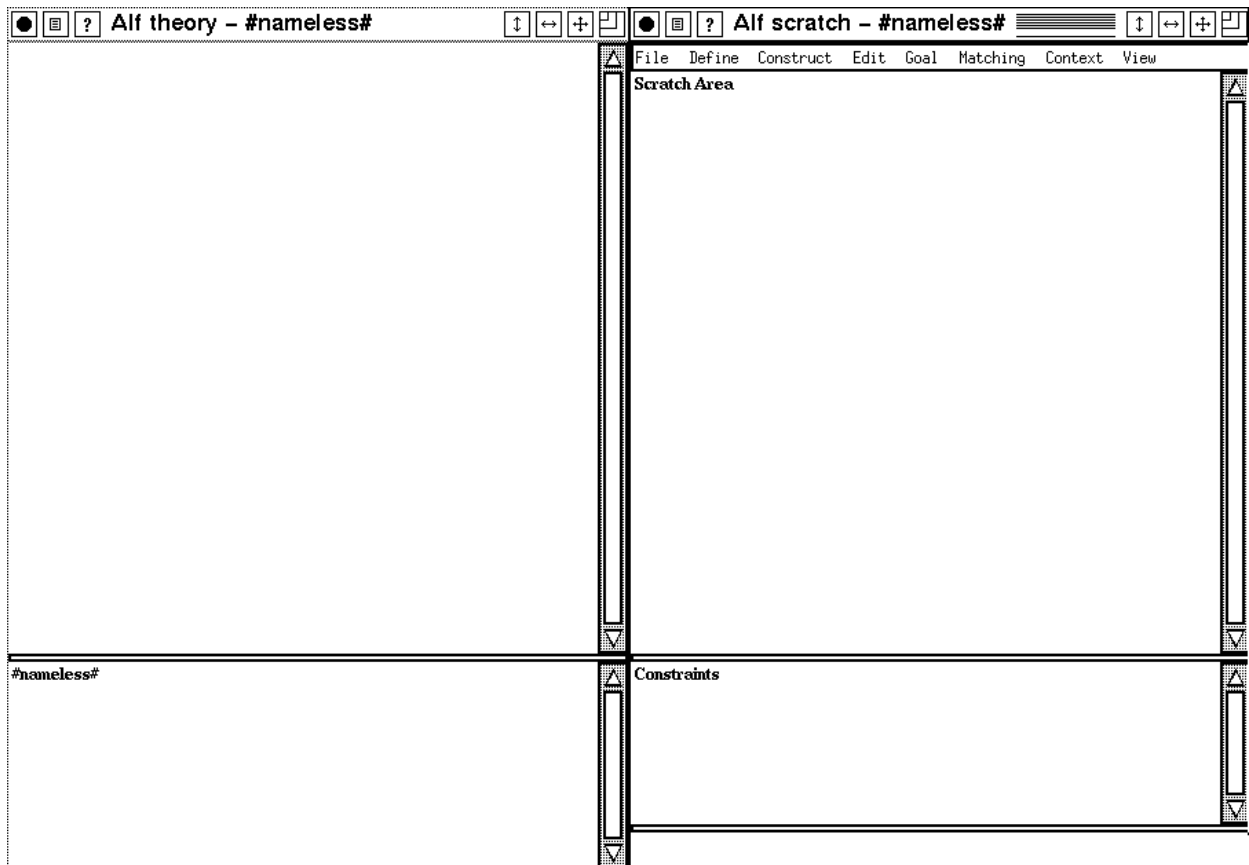 ? Alf theory – #nameless#
? Alf scratch – #nameless#
File Define Construct Edit Goal Matching Context View
Scratch Area
#nameless#
Constraints